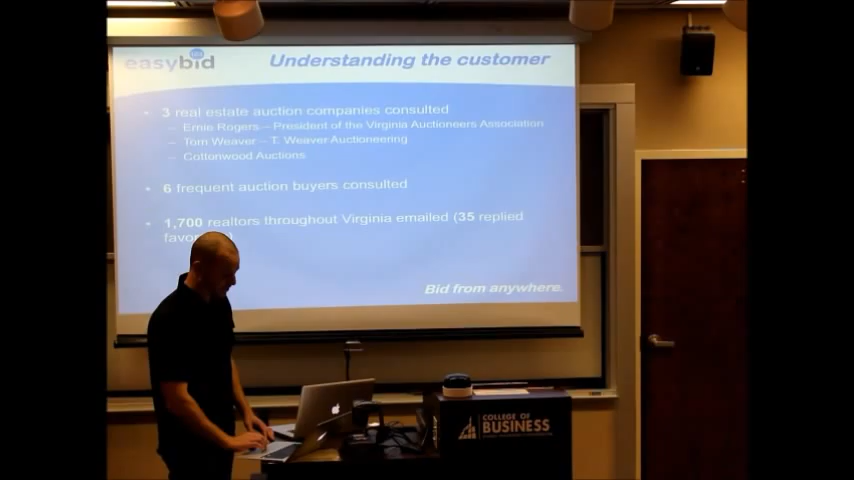 easybid
Understanding the customer
3 real estate auction companies consulted
– Ernie Rogers – President of the Virginia Auctioneers Association
– Tom Weaver – T. Weaver Auctioneering
– Cottonwood Auctions
6 frequent auction buyers consulted
1,700 realtors throughout Virginia emailed (35 replied
Bid from anywhere.
COLLEGE OF
BUSINESS